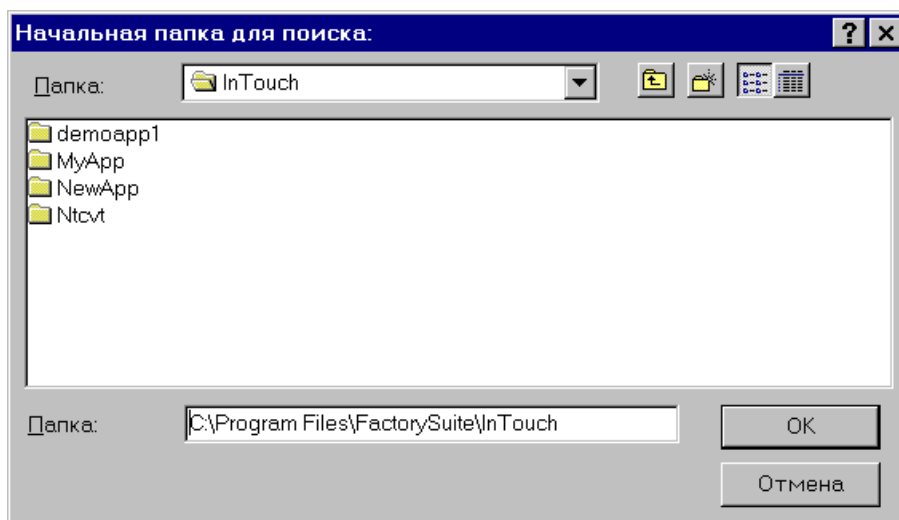 Начальная папка для поиска:
Папка: InTouch
demoapp1
MyApp
NewApp
Ntcvt
Папка: C:\Program Files\FactorySuite\InTouch OK
Отмена